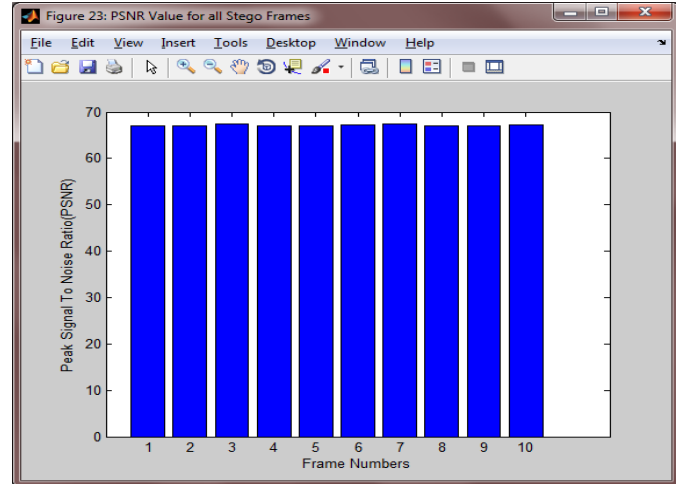 Figure 23: PSNR Value for all Stego Frames
File Edit View Insert Tools Desktop Window Help
70
60
50
40
30
20
10
0
Peak Signal To Noise Ratio(PSNR)
1 2 3 4 5 6 7 8 9 10
Frame Numbers